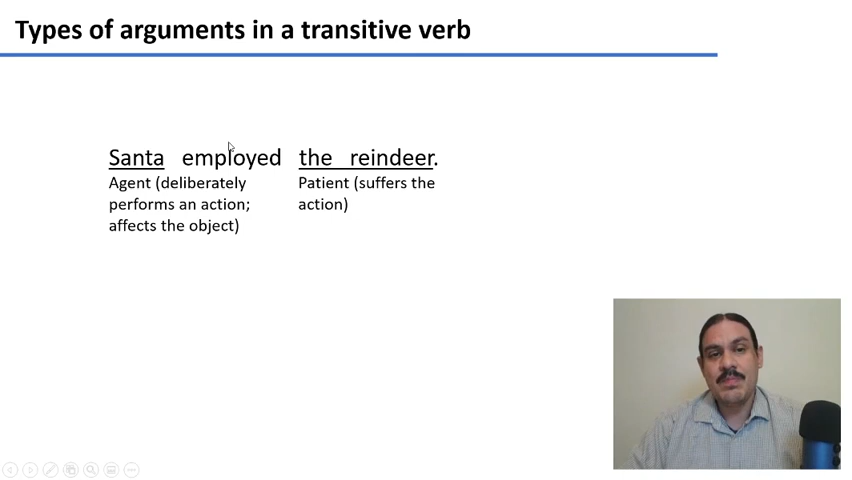 Types of arguments in a transitive verb
Santa employed the reindeer.
Agent (deliberately
performs an action;
affects the object)
Patient (suffers the
action)